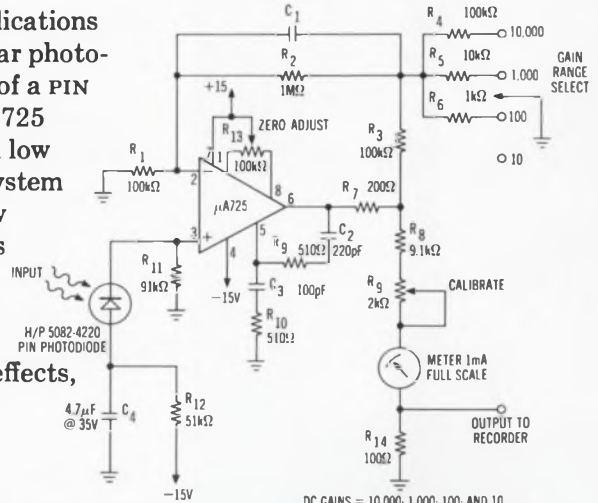 lications
ar photo-
of a PIN
725
low
ystem
s
effects,
C1
R2
1MΩ
R4
100kΩ
10,000
R5
10kΩ
1,000
R6
1kΩ
100
10
GAIN
RANGE
SELECT
+15
ZERO ADJUST
R13
100kΩ
R3
100kΩ
R1
100kΩ
7
1
2
8
μA725
6
3
5
4
-15V
R7
200Ω
C2
220pF
R9
510Ω
C3
100pF
R10
510Ω
R8
9.1kΩ
R9
2kΩ
CALIBRATE
R11
91kΩ
INPUT
H/P 5082-4220
PIN PHOTODIODE
4.7μF
@ 35V
C4
R12
51kΩ
-15V
METER 1mA
FULL SCALE
OUTPUT TO
RECORDER
R14
100Ω
DC GAINS = 10,000; 1,000; 100; AND 10